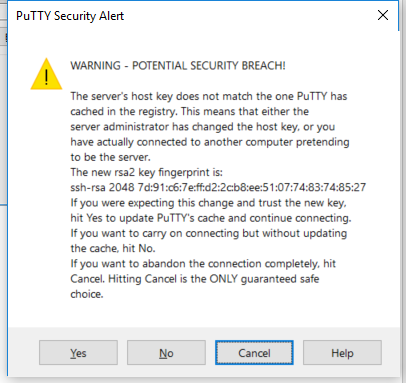 PuTTY Security Alert
WARNING - POTENTIAL SECURITY BREACH!
The server's host key does not match the one PuTTY has
cached in the registry. This means that either the
server administrator has changed the host key, or you
have actually connected to another computer pretending
to be the server.
The new rsa2 key fingerprint is:
ssh-rsa 2048 7d:91:c6:7e:ff:d2:2c:b8:ee:51:07:74:83:74:85:27
If you were expecting this change and trust the new key,
hit Yes to update PuTTY's cache and continue connecting.
If you want to carry on connecting but without updating
the cache, hit No.
If you want to abandon the connection completely, hit
Cancel. Hitting Cancel is the ONLY guaranteed safe
choice.
Yes No Cancel Help